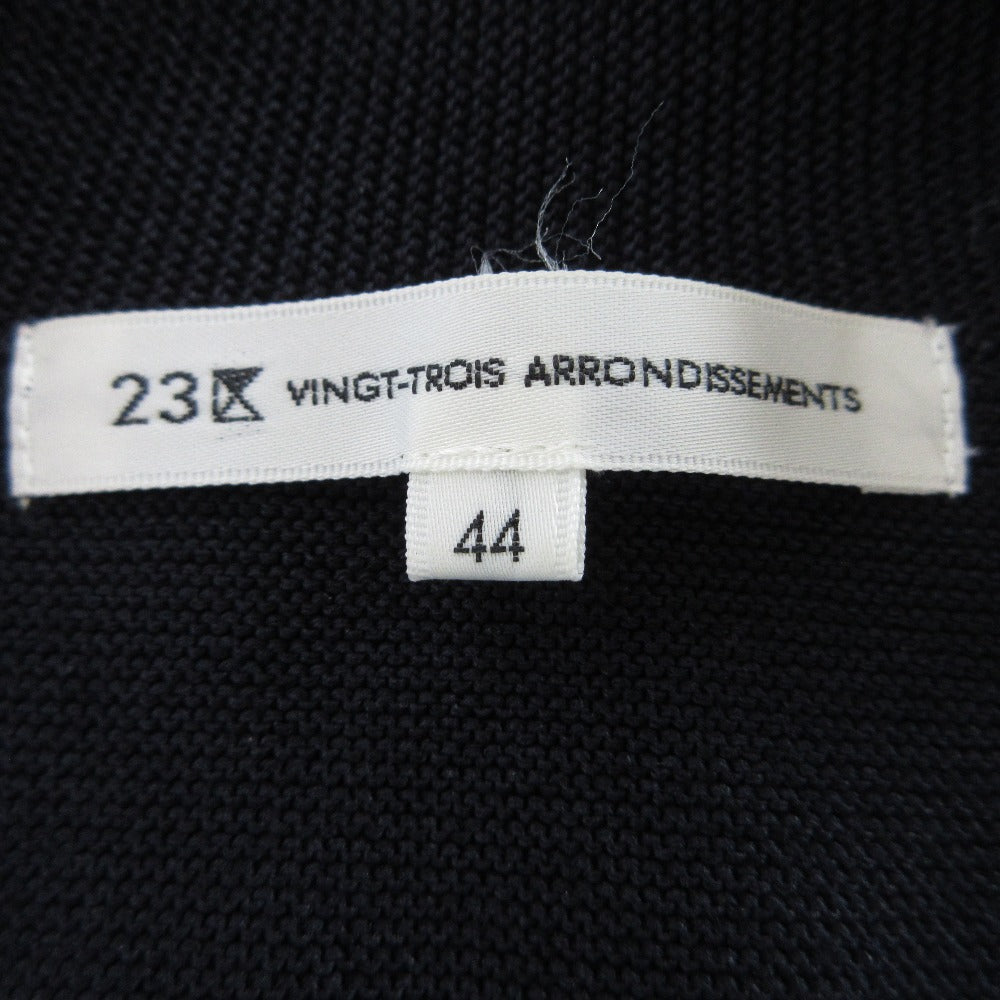 23区 VINGT-TROIS ARRONDISSEMENTS
44